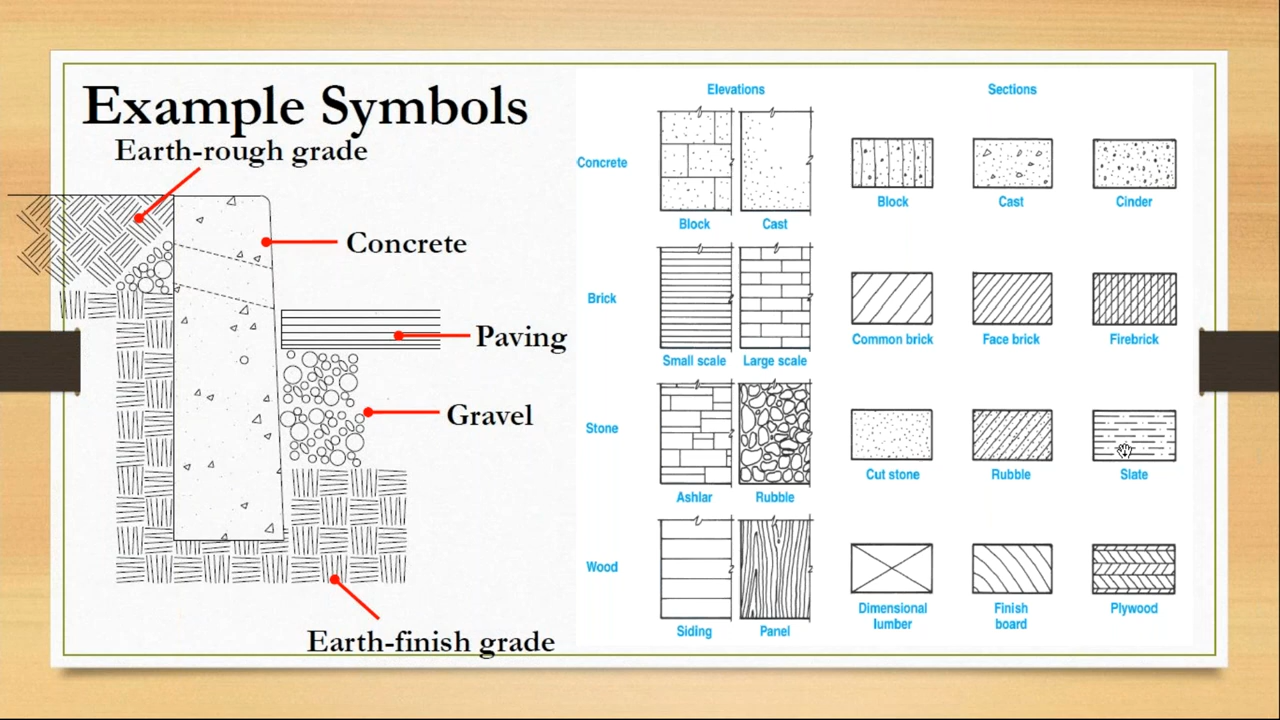 Example Symbols
Earth-rough grade
Concrete
Paving
Gravel
Earth-finish grade
Elevations
Sections
Concrete
Block
Cast
Block
Cast
Cinder
Brick
Small scale
Large scale
Common brick
Face brick
Firebrick
Stone
Ashlar
Rubble
Cut stone
Rubble
Slate
Wood
Siding
Panel
Dimensional
lumber
Finish
board
Plywood